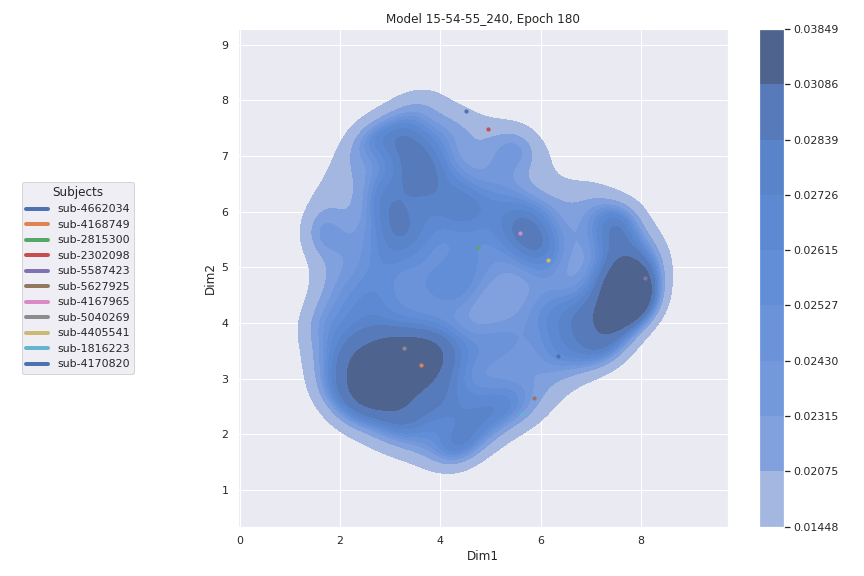 Model 15-54-55_240, Epoch 180
Subjects
sub-4662034
sub-4168749
sub-2815300
sub-2302098
sub-5587423
sub-5627925
sub-4167965
sub-5040269
sub-4405541
sub-1816223
sub-4170820
Dim2
9
8
7
6
5
4
3
2
1
0
2
4
6
8
Dim1
0.03849
0.03086
0.02839
0.02726
0.02615
0.02527
0.02430
0.02315
0.02075
0.01448